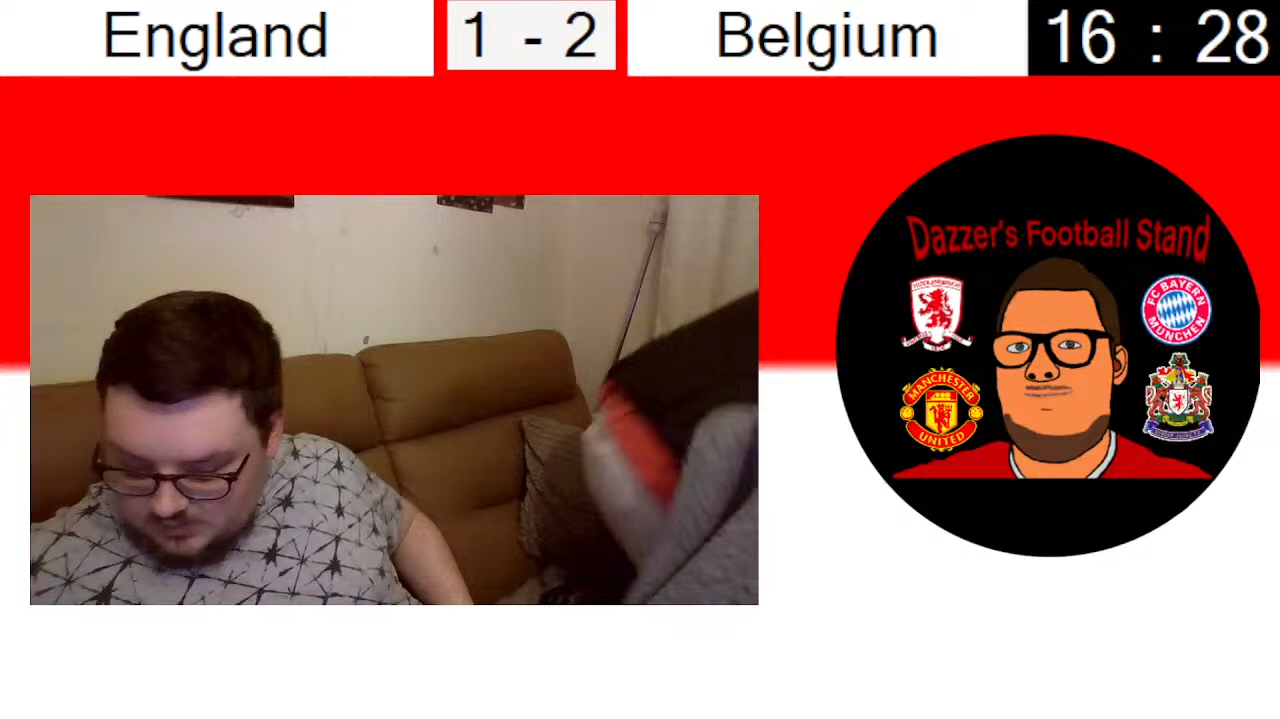 England 1 - 2 Belgium 16 : 28
Dazzer's Football Stand
FC BAYERN
MÜNCHEN
MANCHESTER
UNITED